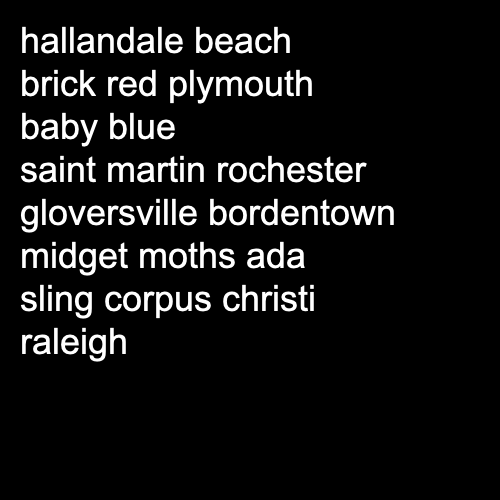 hallandale beach
brick red plymouth
baby blue
saint martin rochester
gloversville bordentown
midget moths ada
sling corpus christi
raleigh